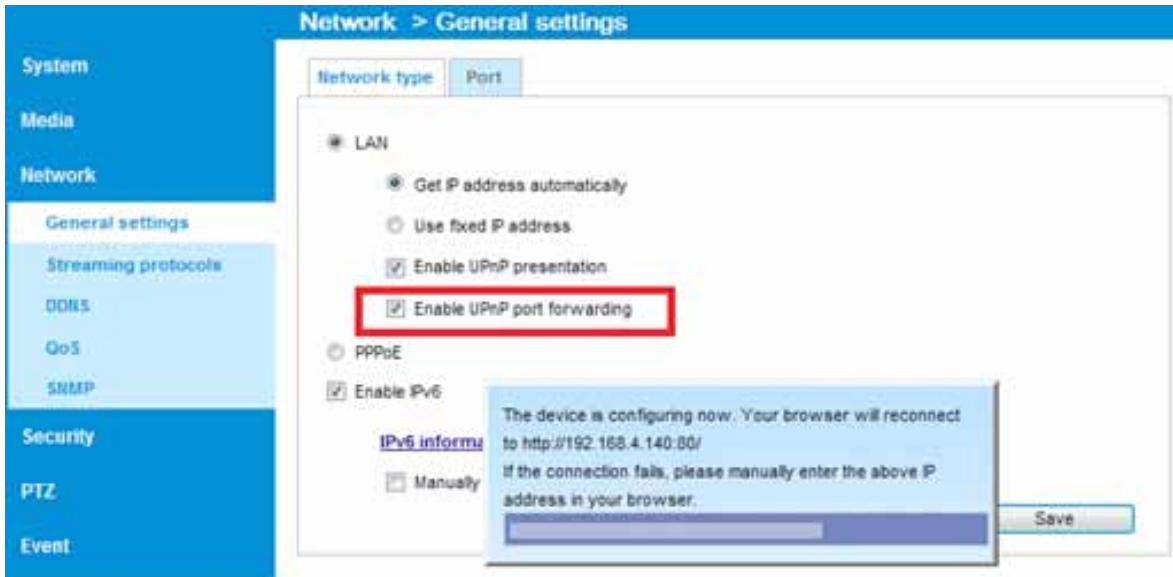 Network > General settings
System
Media
Network
General settings
Streaming protocols
DDNS
QoS
SNMP
Security
PTZ
Event
Network type
Port
LAN
Get IP address automatically
Use fixed IP address
Enable UPnP presentation
Enable UPnP port forwarding
PPPoE
Enable IPv6
IPv6 informa
Manually
The device is configuring now. Your browser will reconnect
to http://192.168.4.140:80/
If the connection fails, please manually enter the above IP
address in your browser.
Save